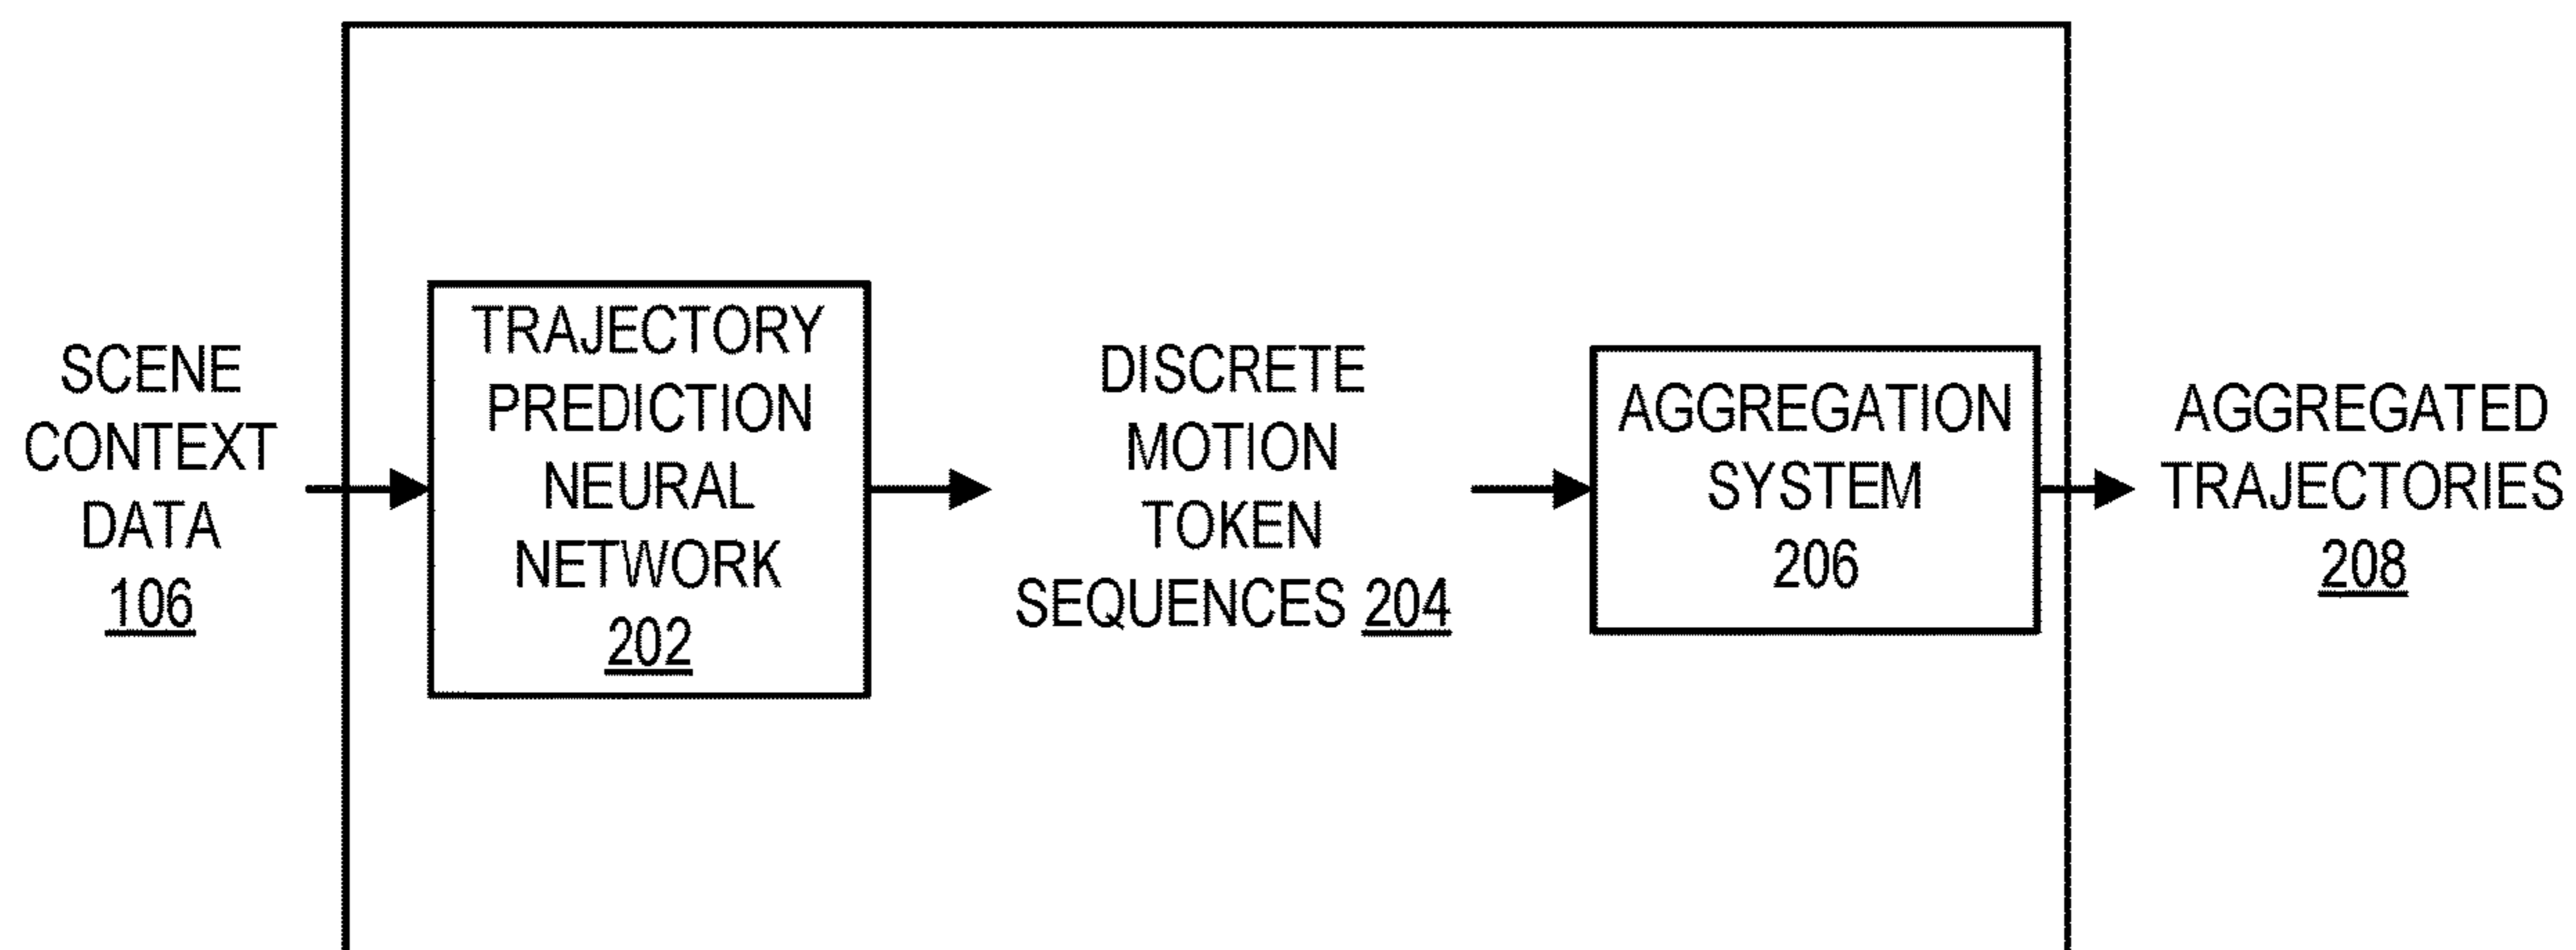 SCENE
CONTEXT
DATA
106
TRAJECTORY
PREDICTION
NEURAL
NETWORK
202
DISCRETE
MOTION
TOKEN
SEQUENCES 204
AGGREGATION
SYSTEM
206
AGGREGATED
TRAJECTORIES
208